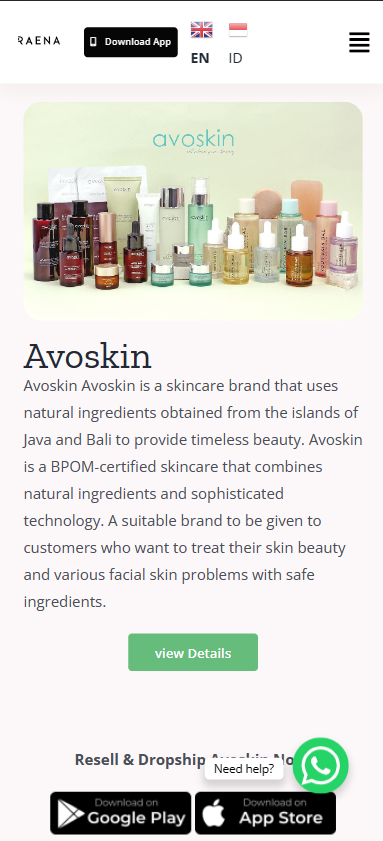 RAENA
Download App
EN
ID
avoskin
Avoskin
Avoskin Avoskin is a skincare brand that uses
natural ingredients obtained from the islands of
Java and Bali to provide timeless beauty. Avoskin
is a BPOM-certified skincare that combines
natural ingredients and sophisticated
technology. A suitable brand to be given to
customers who want to treat their skin beauty
and various facial skin problems with safe
ingredients.
view Details
Resell & Dropship Avoskin No
Need help?
Download on
Google Play
Download on
App Store